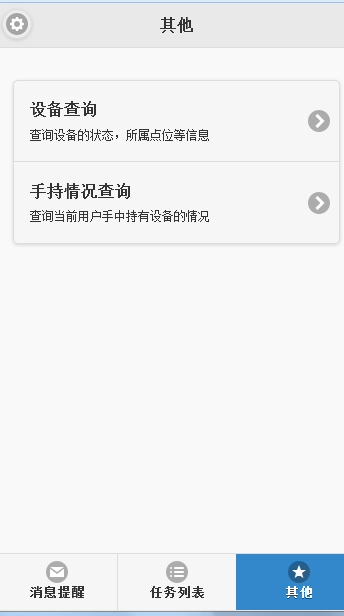 其他
设备查询
查询设备的状态，所属点位等信息
手持情况查询
查询当前用户手中持有设备的情况
消息提醒
任务列表
其他